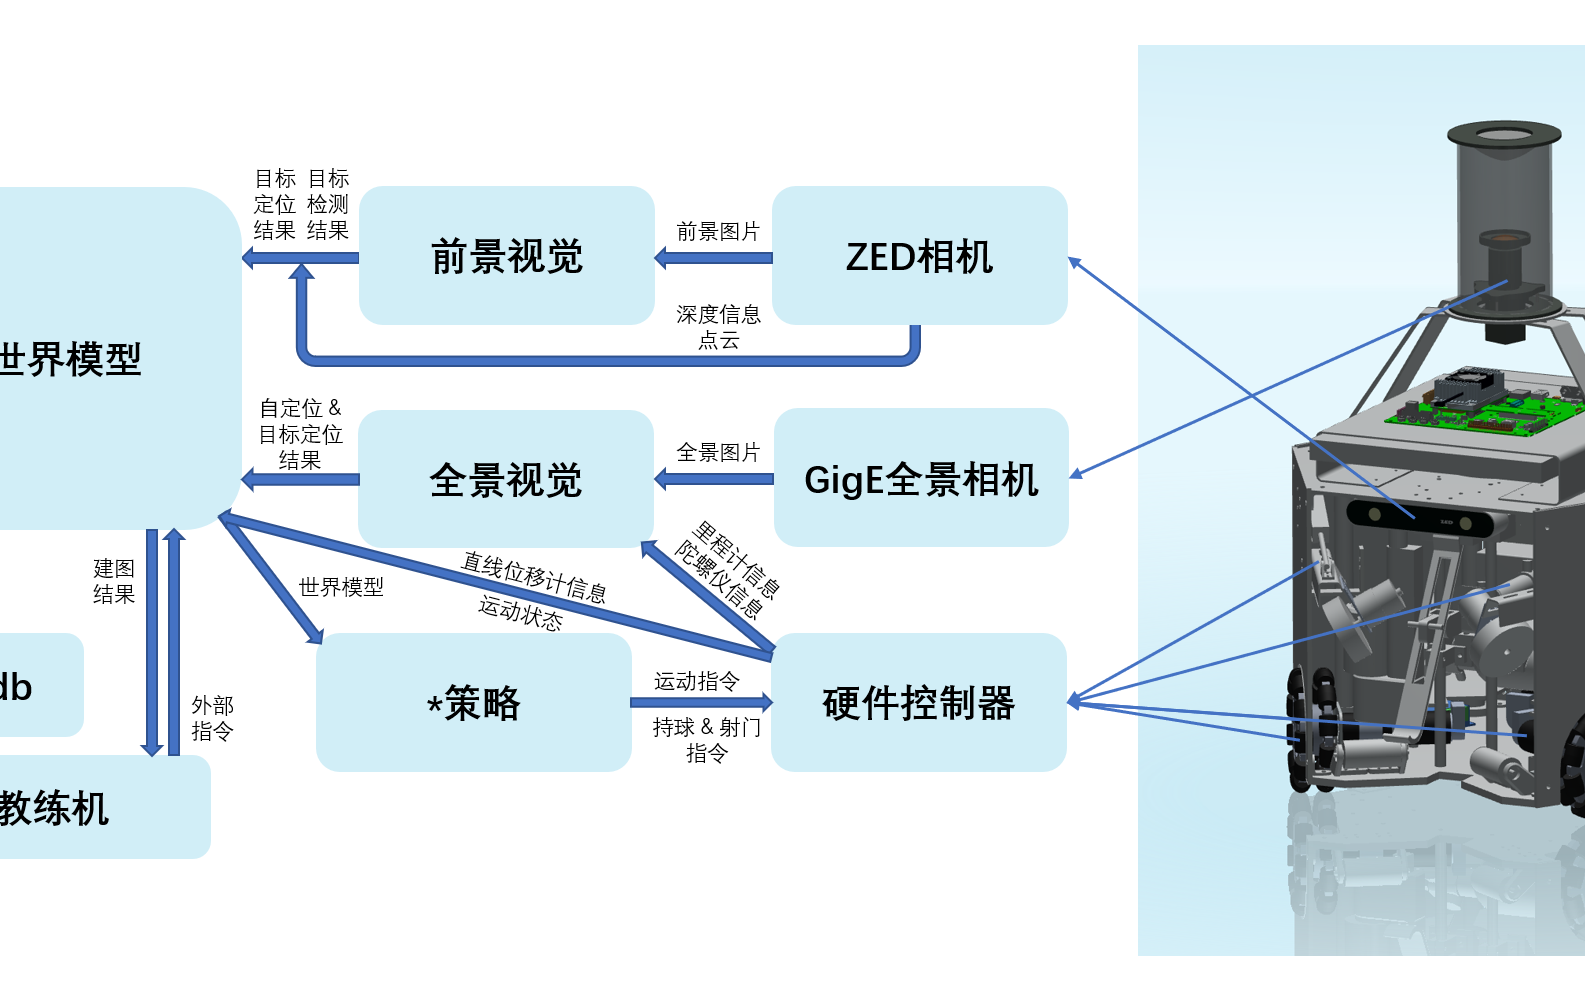 目标 目标
定位 检测
结果 结果
前景视觉
前景图片
ZED相机
深度信息
点云
世界模型
自定位 &
目标定位
结果
全景视觉
全景图片
GigE全景相机
里程计信息
陀螺仪信息
直线位移计信息
运动状态
世界模型
建图
结果
db
外部
指令
*策略
运动指令
持球 & 射门
指令
硬件控制器
教练机